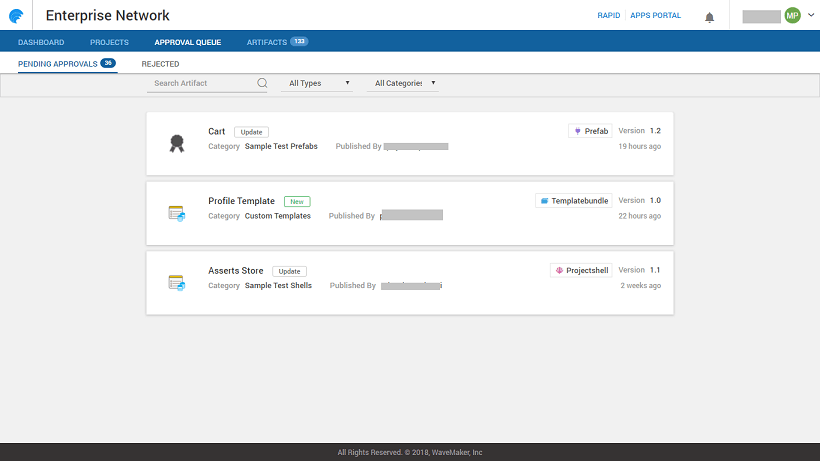 Enterprise Network
RAPID APPS PORTAL MP
DASHBOARD PROJECTS APPROVAL QUEUE ARTIFACTS 133
PENDING APPROVALS 36 REJECTED
Search Artifact All Types All Categories
Cart Update Prefab Version 1.2
Category Sample Test Prefabs Published By 19 hours ago
Profile Template New Templatebundle Version 1.0
Category Custom Templates Published By 22 hours ago
Asserts Store Update Projectshell Version 1.1
Category Sample Test Shells Published By 2 weeks ago
All Rights Reserved. © 2018, WaveMaker, Inc